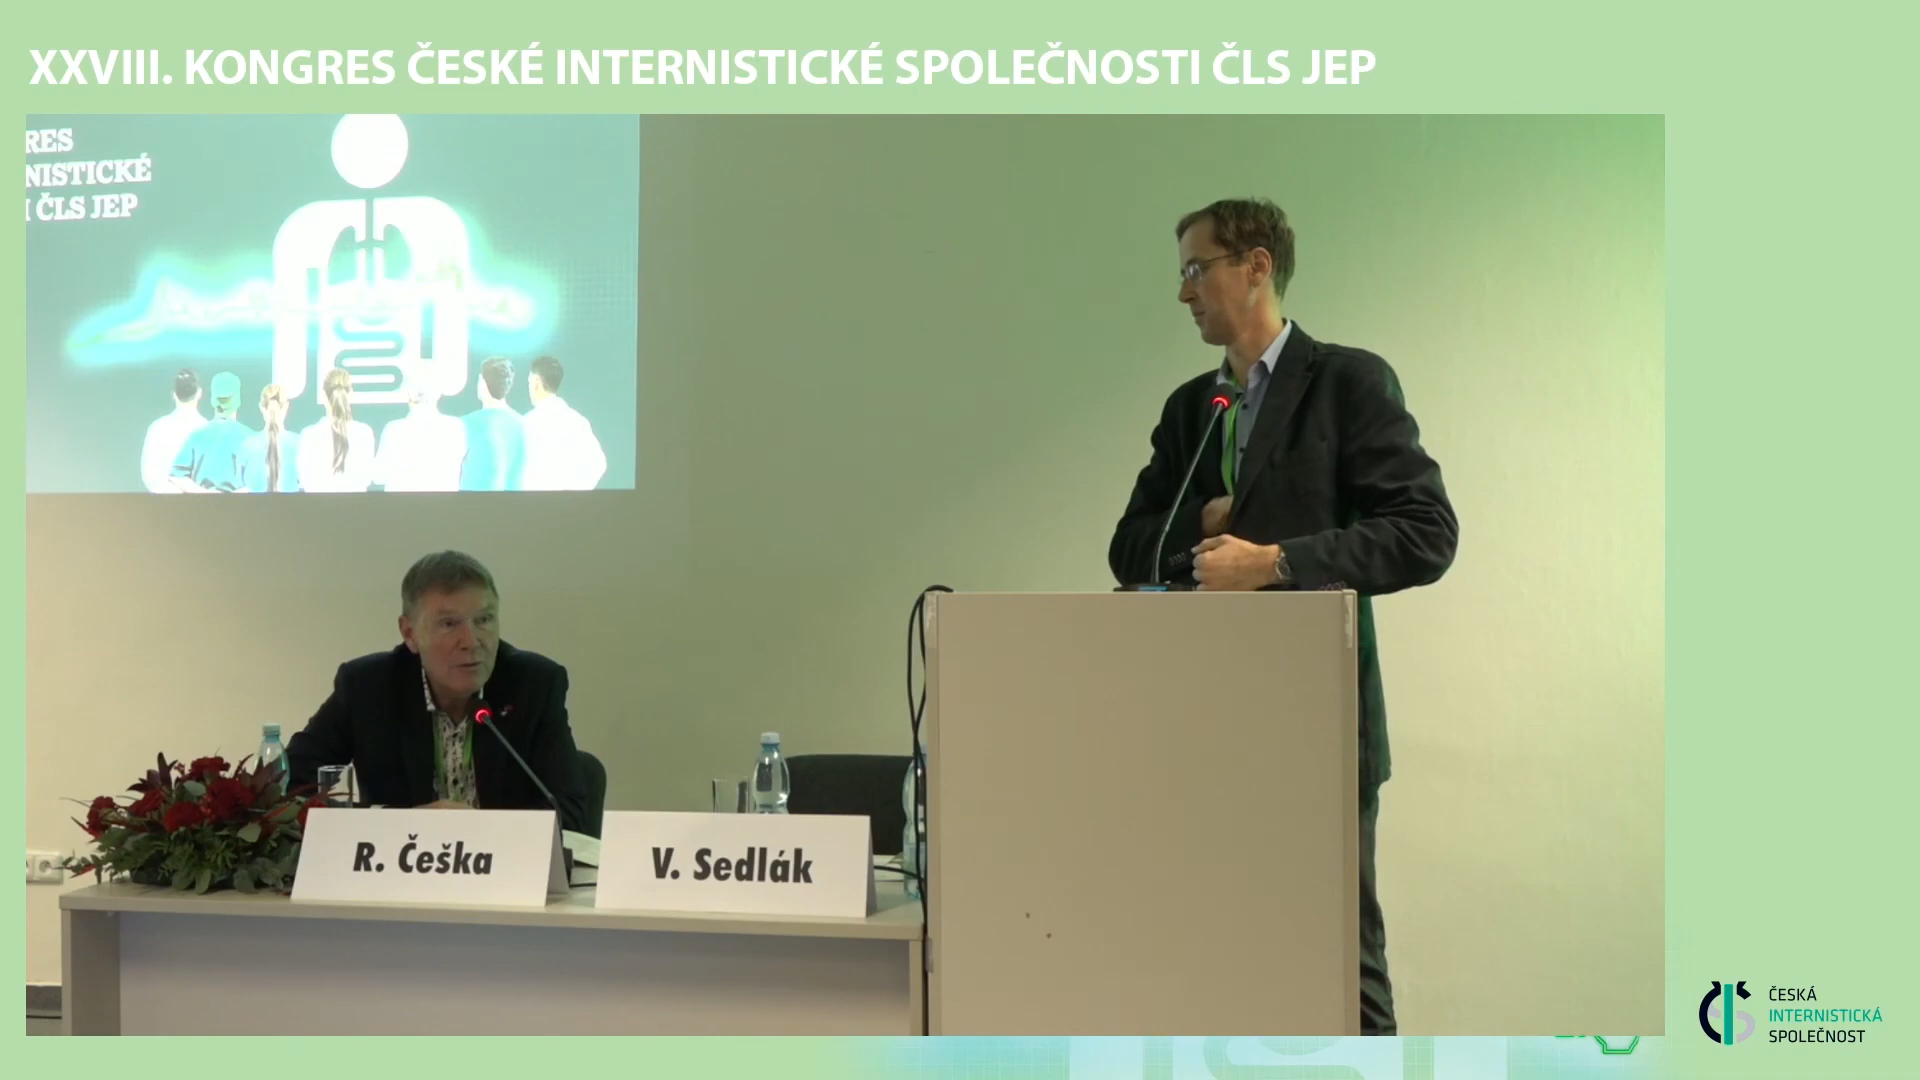 XXVIII. KONGRES ČESKÉ INTERNISTICKÉ SPOLEČNOSTI ČLS JEP
RES
NISTICKÉ
I ČLS JEP
R. Češka
V. Sedlák
ČESKÁ
INTERNISTICKÁ
SPOLEČNOST